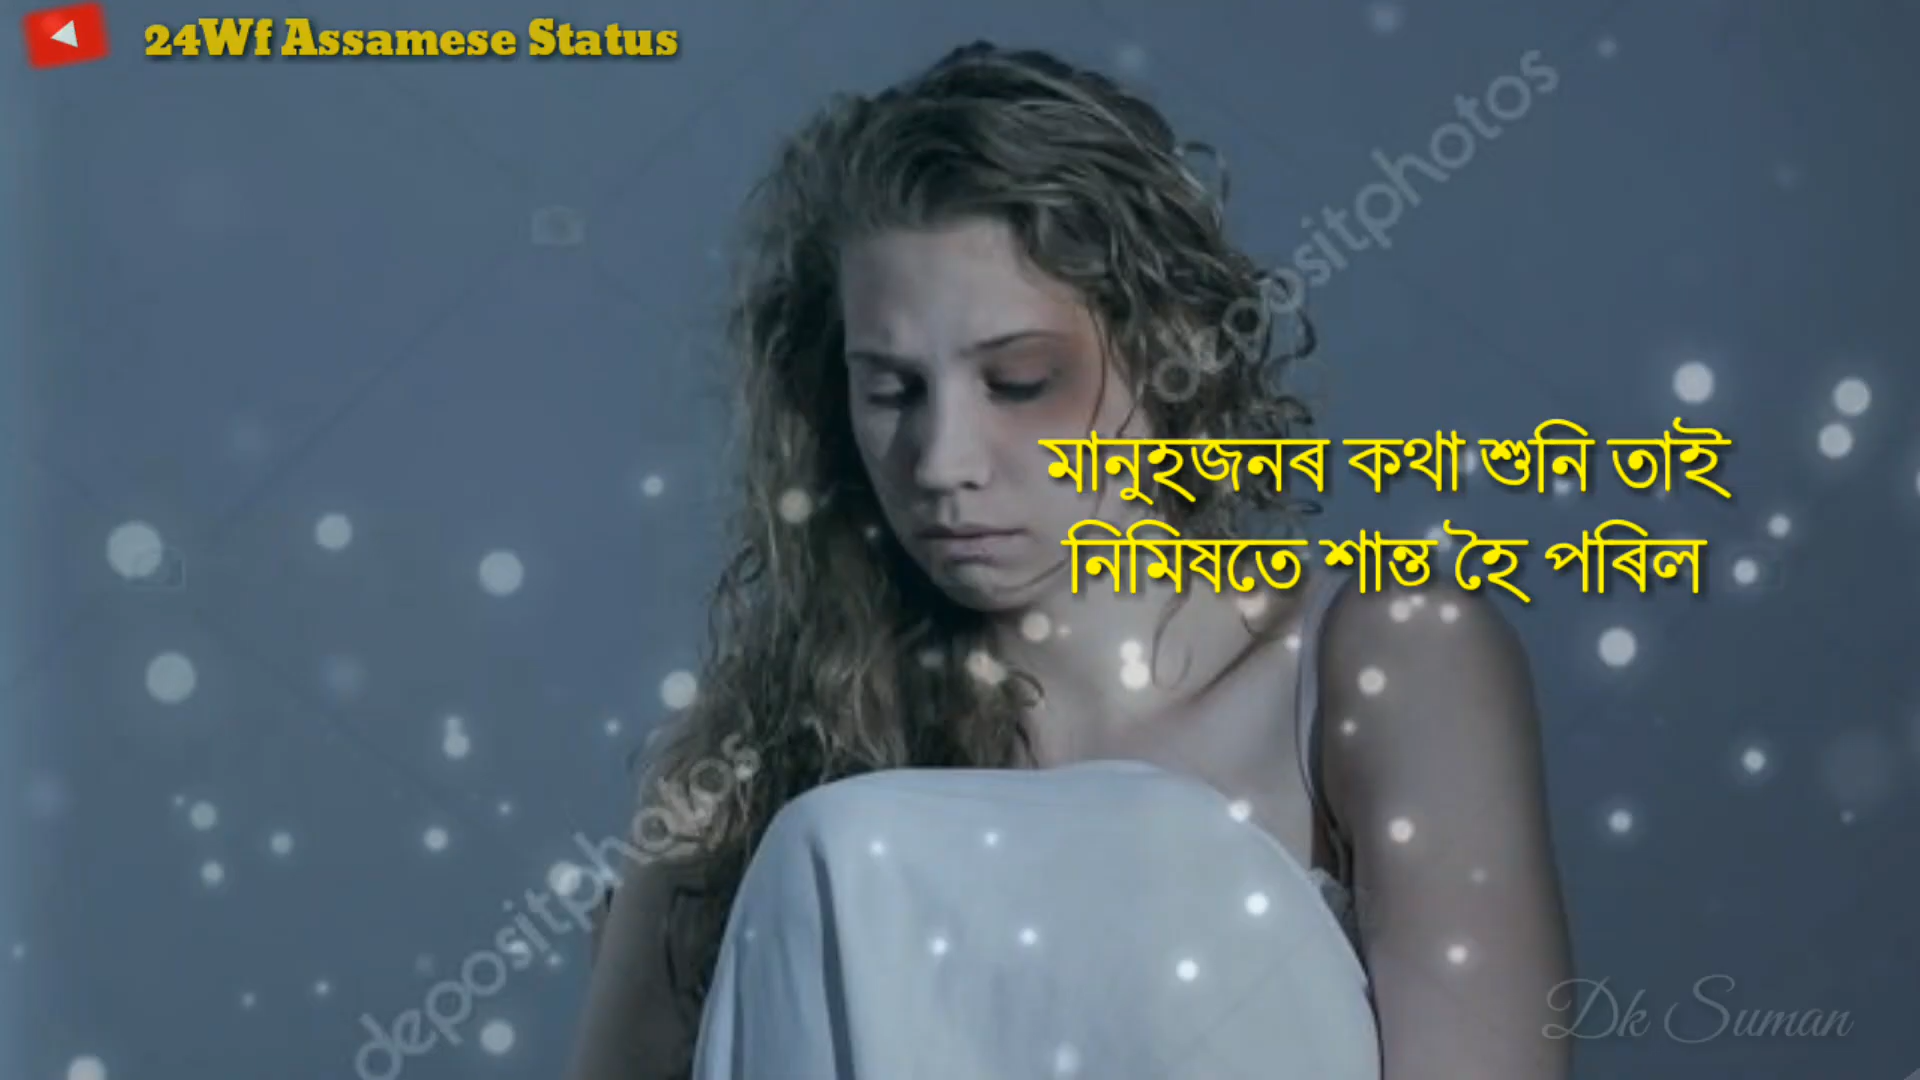 24Wf Assamese Status
depositphotos
মানুহজনৰ কথা শুনি তাই
নিমিষতে শান্ত হৈ পৰিল
depositphotos
Dk Suman